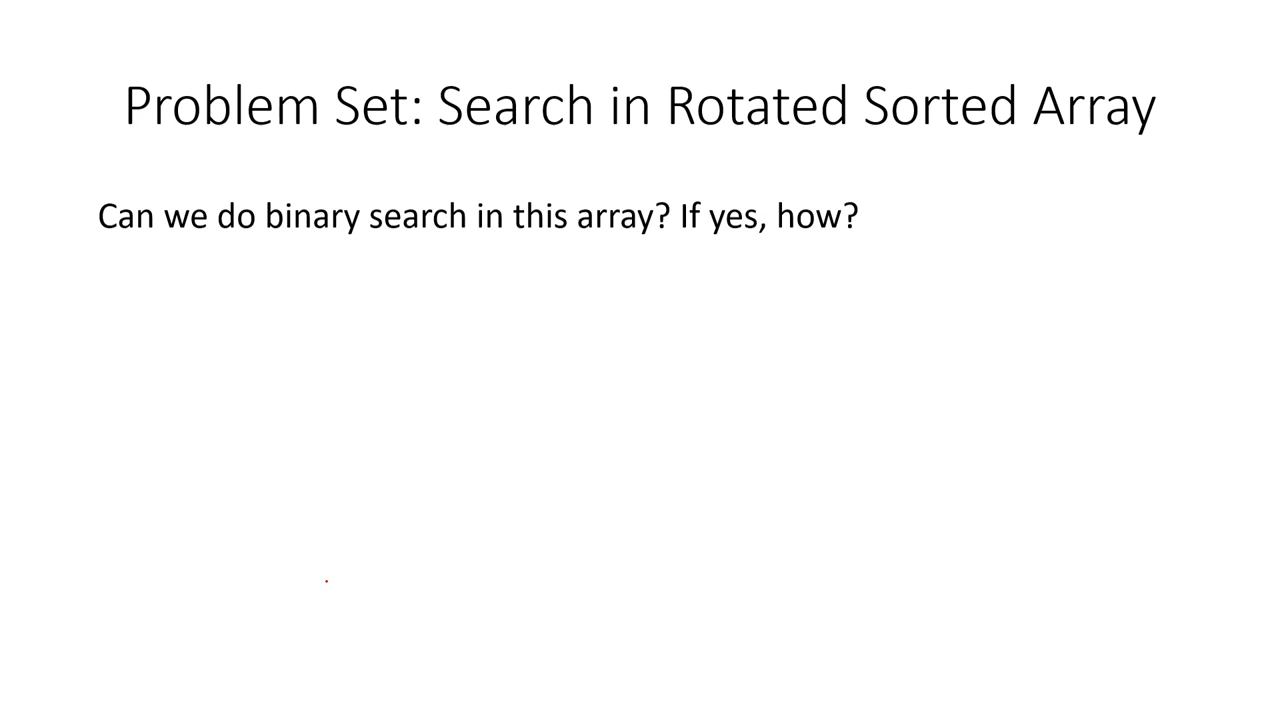 Problem Set: Search in Rotated Sorted Array
Can we do binary search in this array? If yes, how?